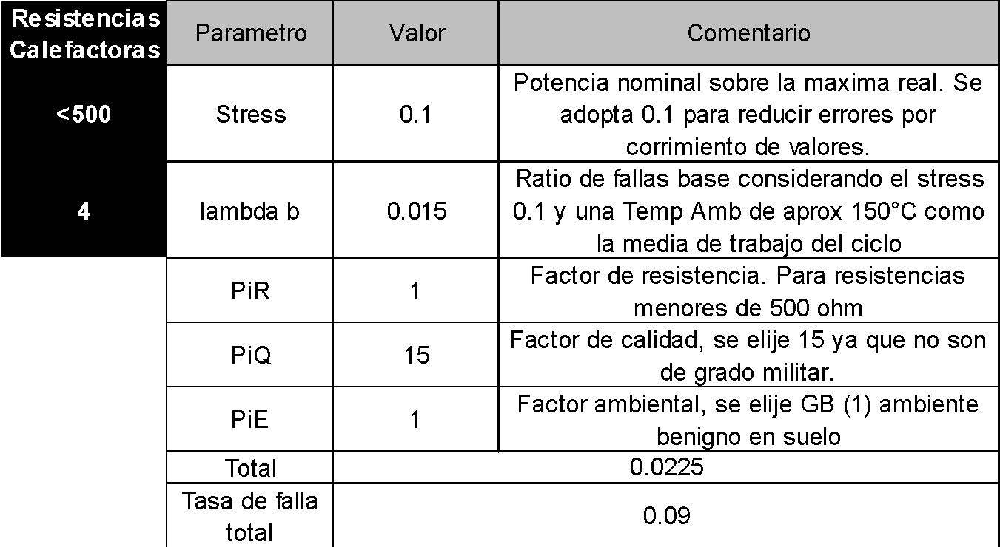 Resistencias
Calefactoras
Parametro
Valor
Comentario
<500
Stress
0.1
Potencia nominal sobre la maxima real. Se
adopta 0.1 para reducir errores por
corrimiento de valores.
4
lambda b
0.015
Ratio de fallas base considerando el stress
0.1 y una Temp Amb de aprox 150°C como
la media de trabajo del ciclo
PiR
1
Factor de resistencia. Para resistencias
menores de 500 ohm
PiQ
15
Factor de calidad, se elije 15 ya que no son
de grado militar.
PiE
1
Factor ambiental, se elije GB (1) ambiente
benigno en suelo
Total
0.0225
Tasa de falla
total
0.09